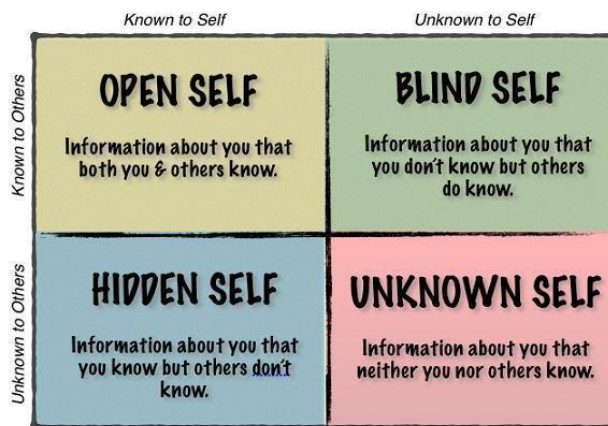 Known to Self
Unknown to Self
Known to Others
OPEN SELF
Information about you that
both you & others know.
BLIND SELF
Information about you that
you don't know but others
do know.
Unknown to Others
HIDDEN SELF
Information about you that
you know but others don't
know.
UNKNOWN SELF
Information about you that
neither you nor others know.